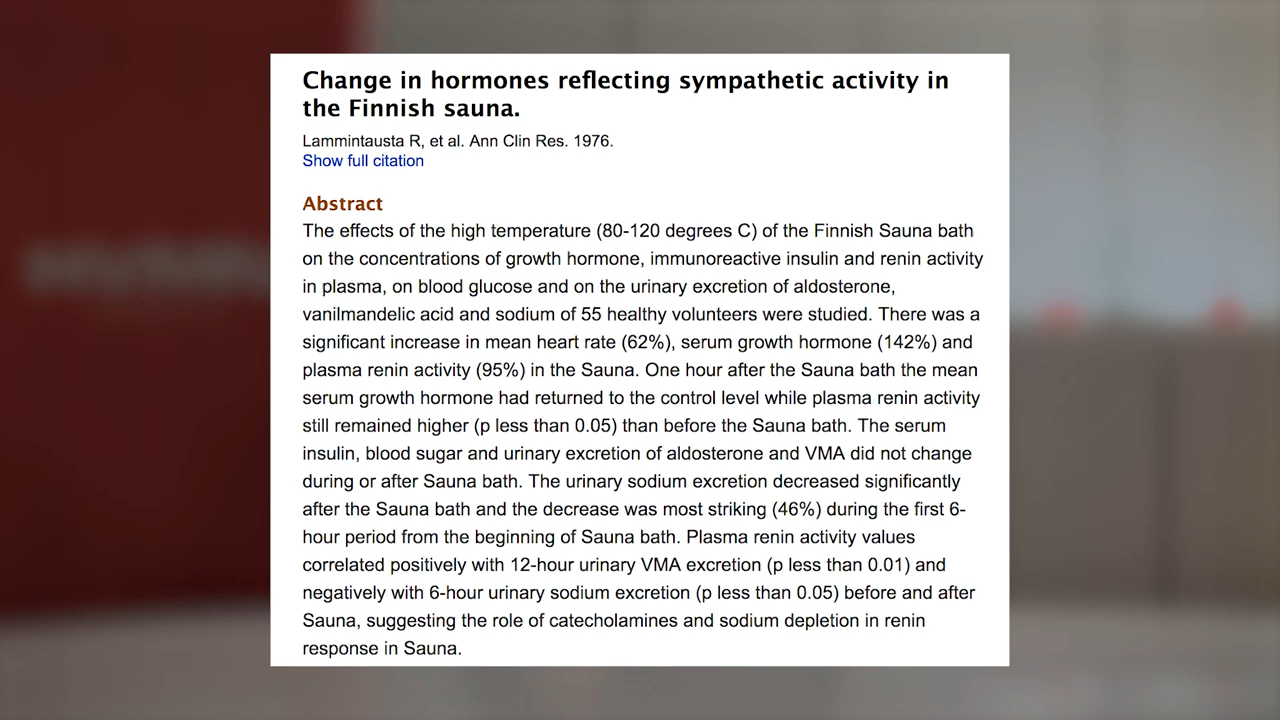 Change in hormones reflecting sympathetic activity in
the Finnish sauna.
Lammintausta R, et al. Ann Clin Res. 1976.
Show full citation
Abstract
The effects of the high temperature (80-120 degrees C) of the Finnish Sauna bath
on the concentrations of growth hormone, immunoreactive insulin and renin activity
in plasma, on blood glucose and on the urinary excretion of aldosterone,
vanilmandelic acid and sodium of 55 healthy volunteers were studied. There was a
significant increase in mean heart rate (62%), serum growth hormone (142%) and
plasma renin activity (95%) in the Sauna. One hour after the Sauna bath the mean
serum growth hormone had returned to the control level while plasma renin activity
still remained higher (p less than 0.05) than before the Sauna bath. The serum
insulin, blood sugar and urinary excretion of aldosterone and VMA did not change
during or after Sauna bath. The urinary sodium excretion decreased significantly
after the Sauna bath and the decrease was most striking (46%) during the first 6-
hour period from the beginning of Sauna bath. Plasma renin activity values
correlated positively with 12-hour urinary VMA excretion (p less than 0.01) and
negatively with 6-hour urinary sodium excretion (p less than 0.05) before and after
Sauna, suggesting the role of catecholamines and sodium depletion in renin
response in Sauna.